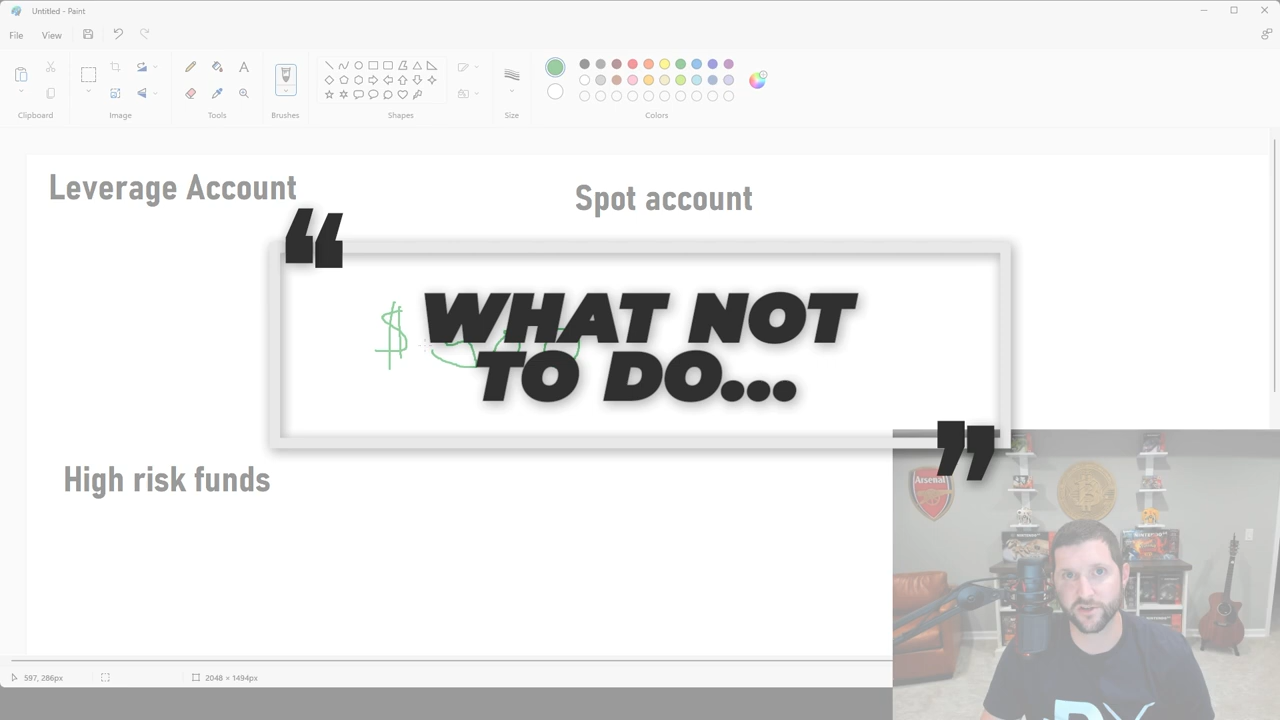 Untitled - Paint
File View
Clipboard
Image
Tools
Brushes
Shapes
Size
Colors
Leverage Account
Spot account
“
$
WHAT NOT
TO DO...
”
High risk funds
Arsenal
597, 286px
2048 × 1494px